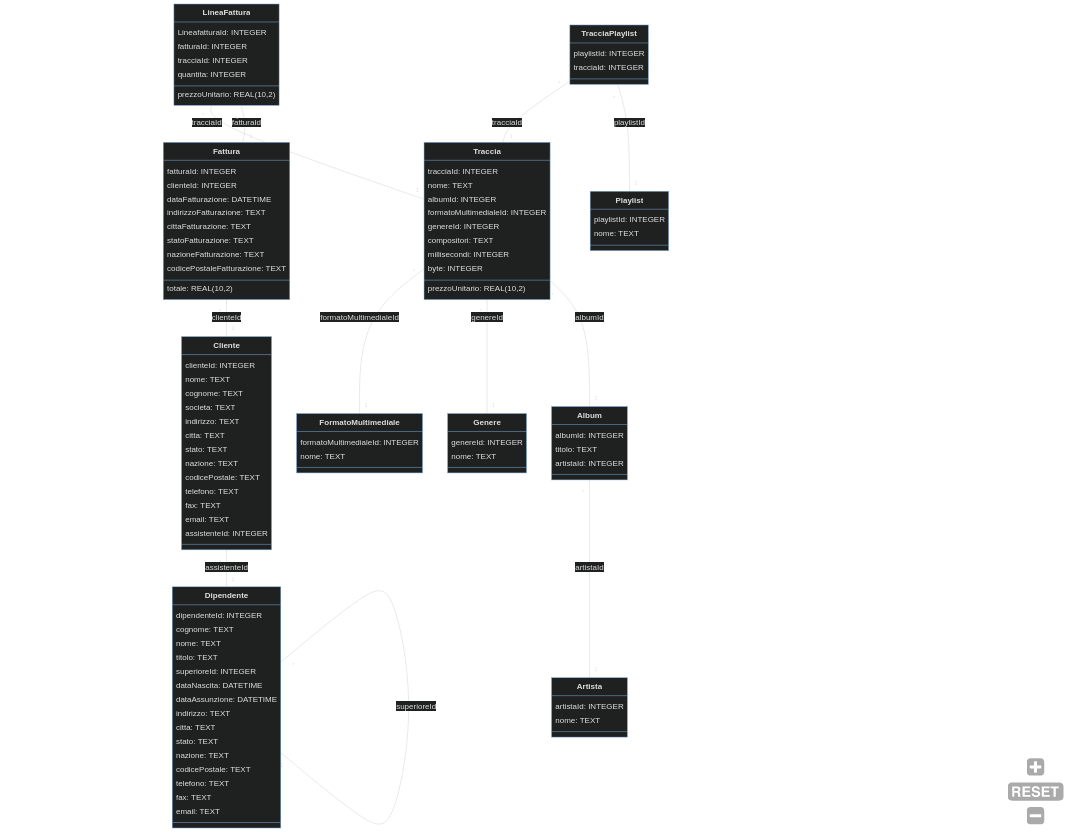 LineaFattura
LineafatturaId: INTEGER
fatturaId: INTEGER
tracciaId: INTEGER
quantita: INTEGER
prezzoUnitario: REAL(10,2)
TracciaPlaylist
playlistId: INTEGER
tracciaId: INTEGER
tracciaId
fatturaId
tracciaId
playlistId
Fattura
fatturaId: INTEGER
clienteId: INTEGER
dataFatturazione: DATETIME
indirizzoFatturazione: TEXT
cittaFatturazione: TEXT
statoFatturazione: TEXT
nazioneFatturazione: TEXT
codicePostaleFatturazione: TEXT
totale: REAL(10,2)
Traccia
tracciaId: INTEGER
nome: TEXT
albumId: INTEGER
formatoMultimedialeId: INTEGER
genereId: INTEGER
compositori: TEXT
millisecondi: INTEGER
byte: INTEGER
prezzoUnitario: REAL(10,2)
Playlist
playlistId: INTEGER
nome: TEXT
clienteId
formatoMultimedialeId
genereId
albumId
Cliente
clienteId: INTEGER
nome: TEXT
cognome: TEXT
societa: TEXT
indirizzo: TEXT
citta: TEXT
stato: TEXT
nazione: TEXT
codicePostale: TEXT
telefono: TEXT
fax: TEXT
email: TEXT
assistenteId: INTEGER
FormatoMultimediale
formatoMultimedialeId: INTEGER
nome: TEXT
Genere
genereId: INTEGER
nome: TEXT
Album
albumId: INTEGER
titolo: TEXT
artistaId: INTEGER
assistenteId
artistaId
Dipendente
dipendenteId: INTEGER
cognome: TEXT
nome: TEXT
titolo: TEXT
superioreId: INTEGER
dataNascita: DATETIME
dataAssunzione: DATETIME
indirizzo: TEXT
citta: TEXT
stato: TEXT
nazione: TEXT
codicePostale: TEXT
telefono: TEXT
fax: TEXT
email: TEXT
superioreId
Artista
artistaId: INTEGER
nome: TEXT
RESET